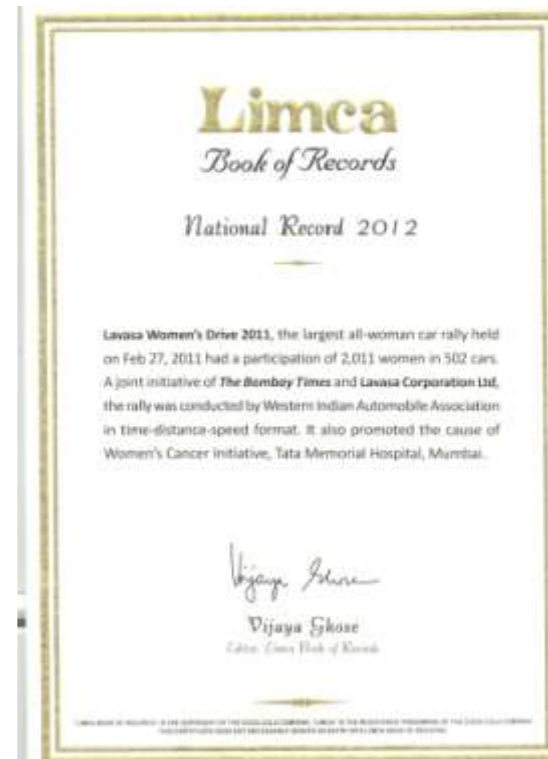 Limca
Book of Records
National Record 2012
Lavasa Women's Drive 2011, the largest all-woman car rally held
on Feb 27, 2011 had a participation of 2,011 women in 502 cars.
A joint initiative of The Bombay Times and Lavasa Corporation Ltd,
the rally was conducted by Western Indian Automobile Association
in time-distance-speed format. It also promoted the cause of
Women's Cancer Initiative, Tata Memorial Hospital, Mumbai.
Vijaya Ghose
Vijaya Ghose
Editor, Limca Book of Records